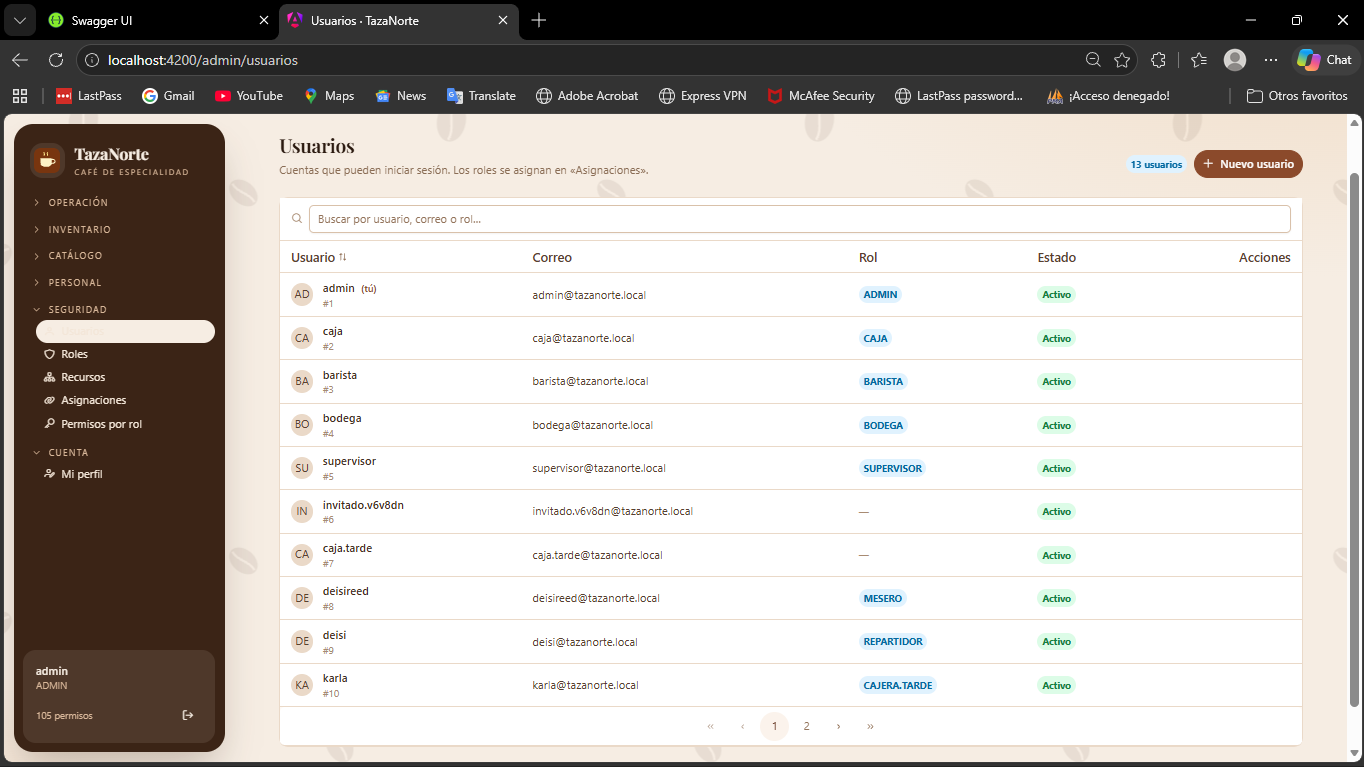 Swagger UI
Usuarios · TazaNorte
localhost:4200/admin/usuarios
Chat
LastPass
Gmail
YouTube
Maps
News
Translate
Adobe Acrobat
Express VPN
McAfee Security
LastPass password...
¡Acceso denegado!
Otros favoritos
TazaNorte
CAFÉ DE ESPECIALIDAD
OPERACIÓN
INVENTARIO
CATÁLOGO
PERSONAL
SEGURIDAD
Usuarios
Roles
Recursos
Asignaciones
Permisos por rol
CUENTA
Mi perfil
admin
ADMIN
105 permisos
Usuarios
Cuentas que pueden iniciar sesión. Los roles se asignan en «Asignaciones».
13 usuarios
+ Nuevo usuario
Buscar por usuario, correo o rol...
Usuario Correo Rol Estado Acciones
AD admin (tú) admin@tazanorte.local ADMIN Activo
#1
CA caja caja@tazanorte.local CAJA Activo
#2
BA barista barista@tazanorte.local BARISTA Activo
#3
BO bodega bodega@tazanorte.local BODEGA Activo
#4
SU supervisor supervisor@tazanorte.local SUPERVISOR Activo
#5
IN invitado.v6v8dn invitado.v6v8dn@tazanorte.local — Activo
#6
CA caja.tarde caja.tarde@tazanorte.local — Activo
#7
DE deisireed deisireed@tazanorte.local MESERO Activo
#8
DE deisi deisi@tazanorte.local REPARTIDOR Activo
#9
KA karla karla@tazanorte.local CAJERA.TARDE Activo
#10
« ‹ 1 2 › »